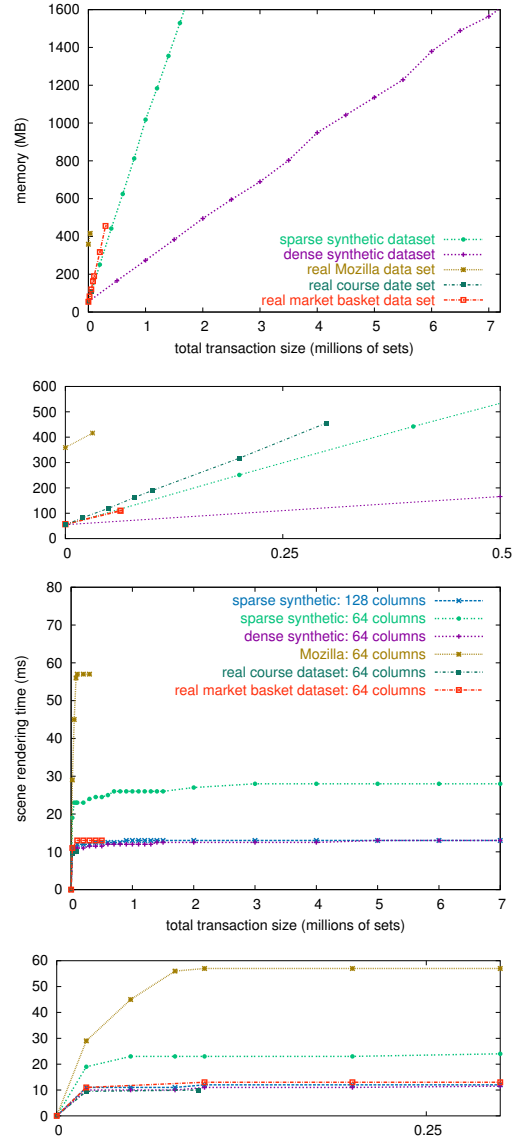 1600
1400
1200
1000
800
600
400
200
0
memory (MB)
sparse synthetic dataset
dense synthetic dataset
real Mozilla data set
real course date set
real market basket data set
0 1 2 3 4 5 6 7
total transaction size (millions of sets)
600
500
400
300
200
100
0
0 0.25 0.5
80
70
60
50
40
30
20
10
0
scene rendering time (ms)
sparse synthetic: 128 columns
sparse synthetic: 64 columns
dense synthetic: 64 columns
Mozilla: 64 columns
real course dataset: 64 columns
real market basket dataset: 64 columns
0 1 2 3 4 5 6 7
total transaction size (millions of sets)
60
50
40
30
20
10
0
0 0.25